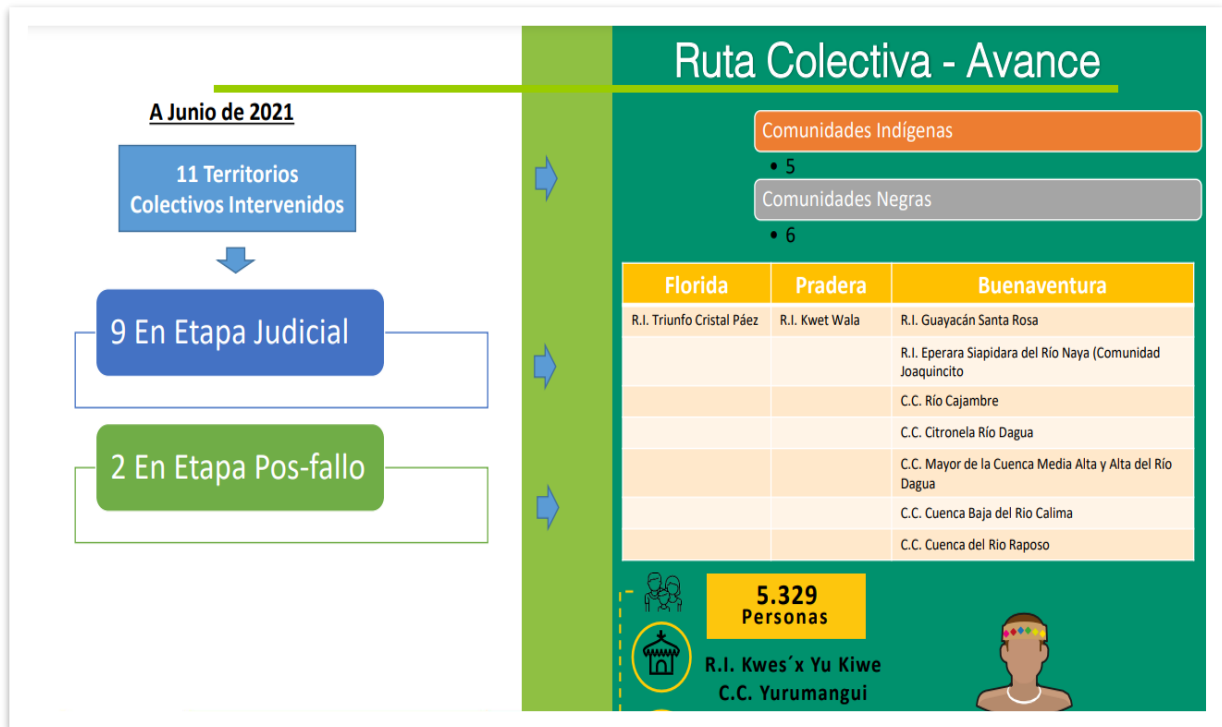 Ruta Colectiva - Avance
A Junio de 2021
11 Territorios
Colectivos Intervenidos
9 En Etapa Judicial
2 En Etapa Pos-fallo
Comunidades Indígenas
• 5
Comunidades Negras
• 6
Florida Pradera Buenaventura
R.I. Triunfo Cristal Páez R.I. Kwet Wala R.I. Guayacán Santa Rosa
R.I. Eperara Siapidara del Río Naya (Comunidad
Joaquincito
C.C. Río Cajambre
C.C. Citronela Río Dagua
C.C. Mayor de la Cuenca Media Alta y Alta del Río
Dagua
C.C. Cuenca Baja del Rio Calima
C.C. Cuenca del Rio Raposo
5.329
Personas
R.I. Kwes´x Yu Kiwe
C.C. Yurumangui